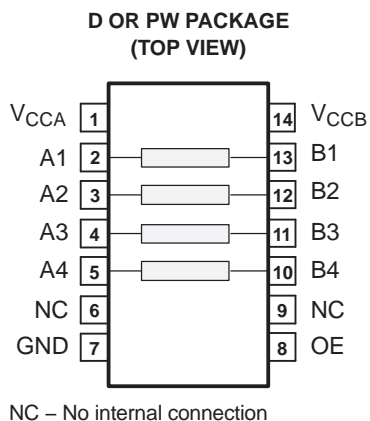 D OR PW PACKAGE
(TOP VIEW)
VCCA 1 14 VCCB
A1 2 13 B1
A2 3 12 B2
A3 4 11 B3
A4 5 10 B4
NC 6 9 NC
GND 7 8 OE
NC – No internal connection